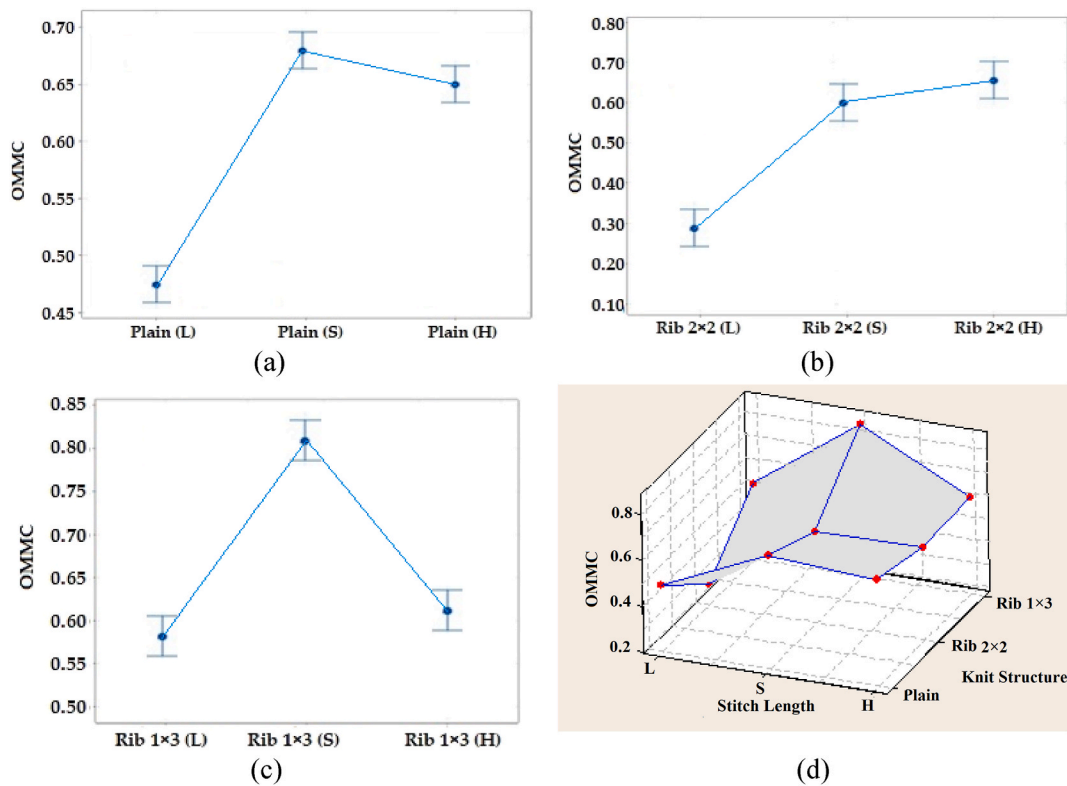 0.70
0.65
0.60
0.55
0.50
0.45
OMMC
Plain (L) Plain (S) Plain (H)
(a)
0.80
0.70
0.60
0.50
0.40
0.30
0.20
0.10
OMMC
Rib 2×2 (L) Rib 2×2 (S) Rib 2×2 (H)
(b)
0.85
0.80
0.75
0.70
0.65
0.60
0.55
0.50
OMMC
Rib 1×3 (L) Rib 1×3 (S) Rib 1×3 (H)
(c)
0.8
0.6
0.4
0.2
OMMC
L
S
H
Stitch Length
Plain
Rib 2×2
Rib 1×3
Knit Structure
(d)